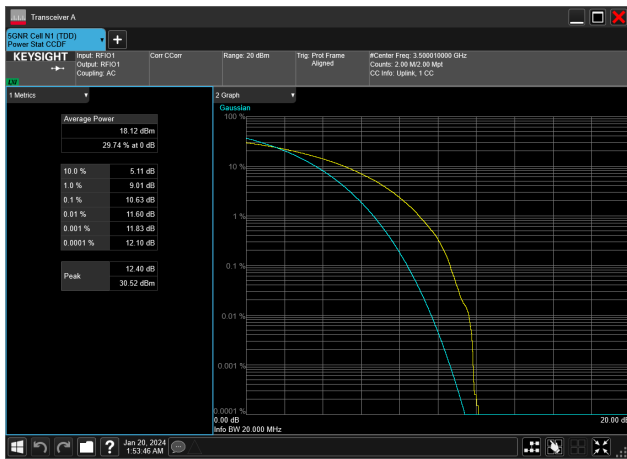 Transceiver A
5GNR Cell N1 (TDD)
Power Stat CCDF
KEYSIGHT
Input: RFIO1
Output: RFIO1
Coupling: AC
Corr CCorr
Range: 20 dBm
Trig: Prot Frame
Aligned
#Center Freq: 3.500010000 GHz
Counts: 2.00 M/2.00 Mpt
CC Info: Uplink, 1 CC
1 Metrics
Average Power
18.12 dBm
29.74 % at 0 dB
10.0 % 5.11 dB
1.0 % 9.01 dB
0.1 % 10.63 dB
0.01 % 11.60 dB
0.001 % 11.83 dB
0.0001 % 12.10 dB
Peak 12.40 dB
30.52 dBm
2 Graph
Gaussian
100 %
10 %
1 %
0.1 %
0.01 %
0.001 %
0.0001 %
0.00 dB
20.00 dB
Info BW 20.000 MHz
Jan 20, 2024
1:53:46 AM